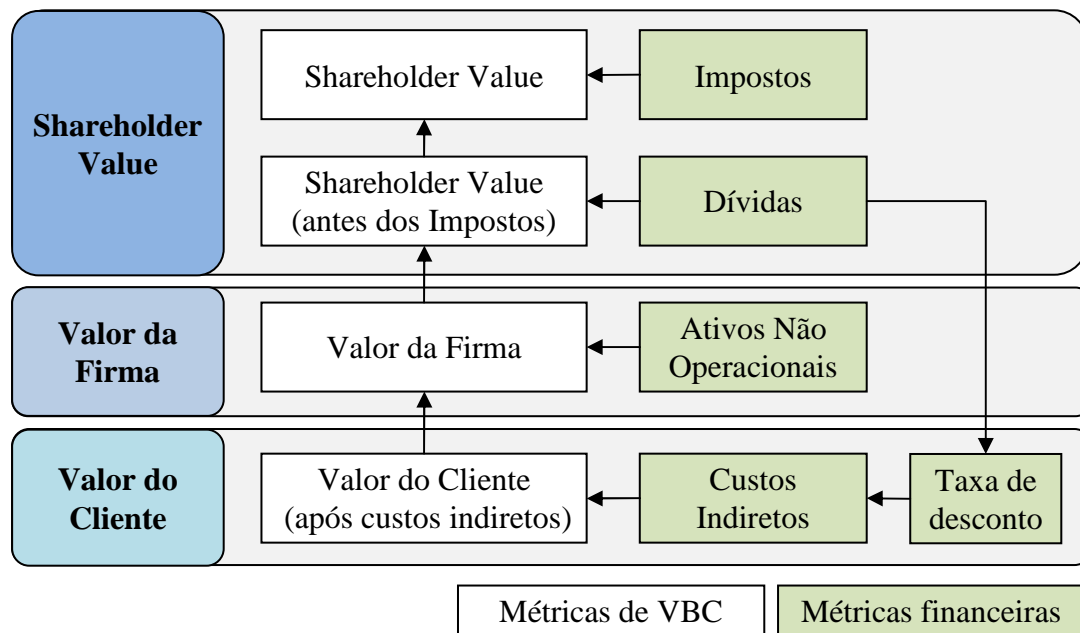 Shareholder
Value
Shareholder Value
Impostos
Shareholder Value
(antes dos Impostos)
Dívidas
Valor da
Firma
Valor da Firma
Ativos Não
Operacionais
Valor do
Cliente
Valor do Cliente
(após custos indiretos)
Custos
Indiretos
Taxa de
desconto
Métricas de VBC
Métricas financeiras